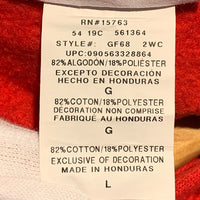 RN#15763
54 19C 561364
STYLE#: GF68 2WC
UPC:090563328864
82%ALGODÓN/18%POLIÉSTER
EXCEPTO DECORACIÓN
HECHO EN HONDURAS
G
82%COTON/18%POLYESTER
DÉCORATION NON COMPRISE
FABRIQUÉ AU HONDURAS
G
82%COTTON/18%POLYESTER
EXCLUSIVE OF DECORATION
MADE IN HONDURAS
L